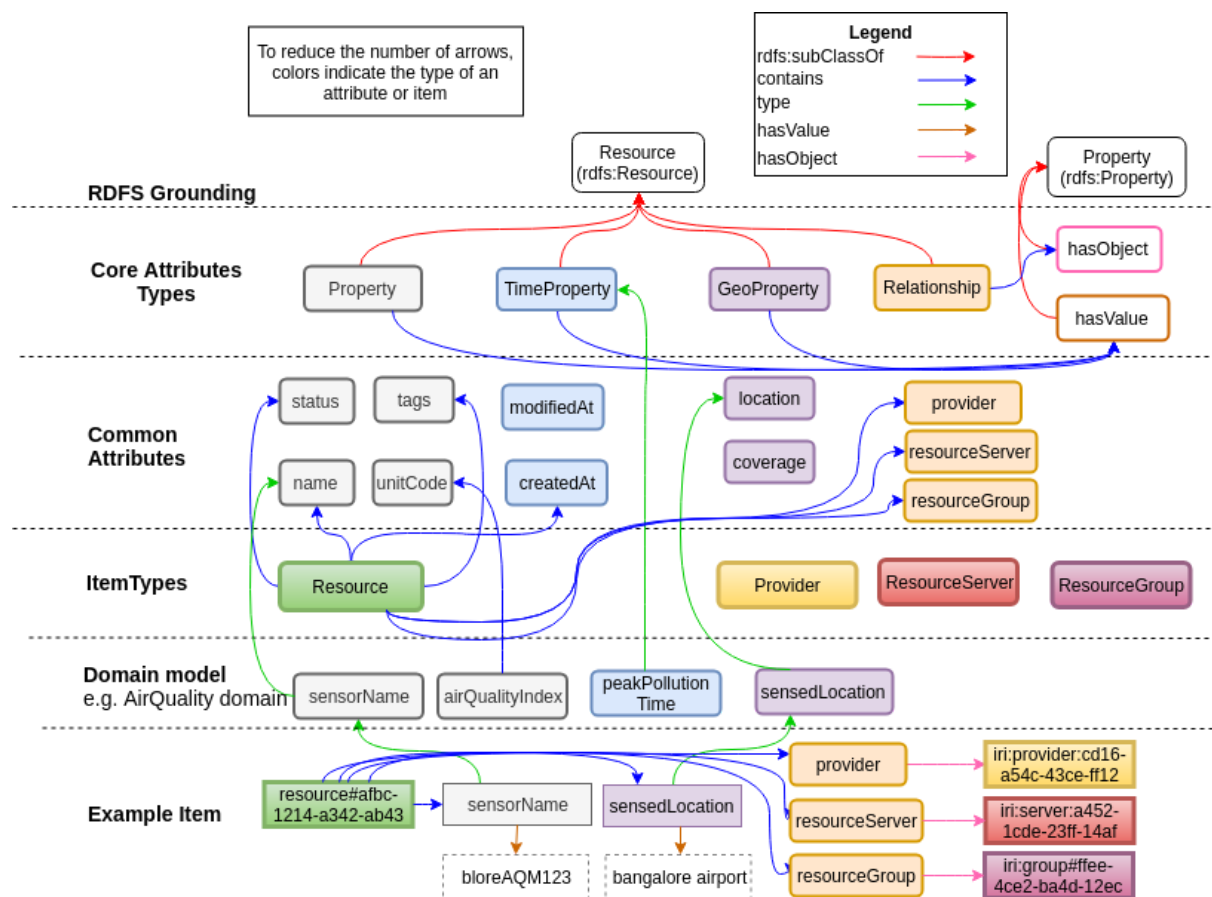 To reduce the number of arrows,
colors indicate the type of an
attribute or item
Legend
rdfs:subClassOf
contains
type
hasValue
hasObject
Resource
(rdfs:Resource)
Property
(rdfs:Property)
RDFS Grounding
Core Attributes
Types
Property
TimeProperty
GeoProperty
Relationship
hasObject
hasValue
Common
Attributes
status
tags
modifiedAt
location
provider
resourceServer
name
unitCode
createdAt
coverage
resourceGroup
ItemTypes
Resource
Provider
ResourceServer
ResourceGroup
Domain model
e.g. AirQuality domain
sensorName
airQualityIndex
peakPollution
Time
sensedLocation
Example Item
resource#afbc-
1214-a342-ab43
sensorName
sensedLocation
provider
iri:provider:cd16-
a54c-43ce-ff12
resourceServer
iri:server:a452-
1cde-23ff-14af
resourceGroup
iri:group#ffee-
4ce2-ba4d-12ec
bloreAQM123
bangalore airport